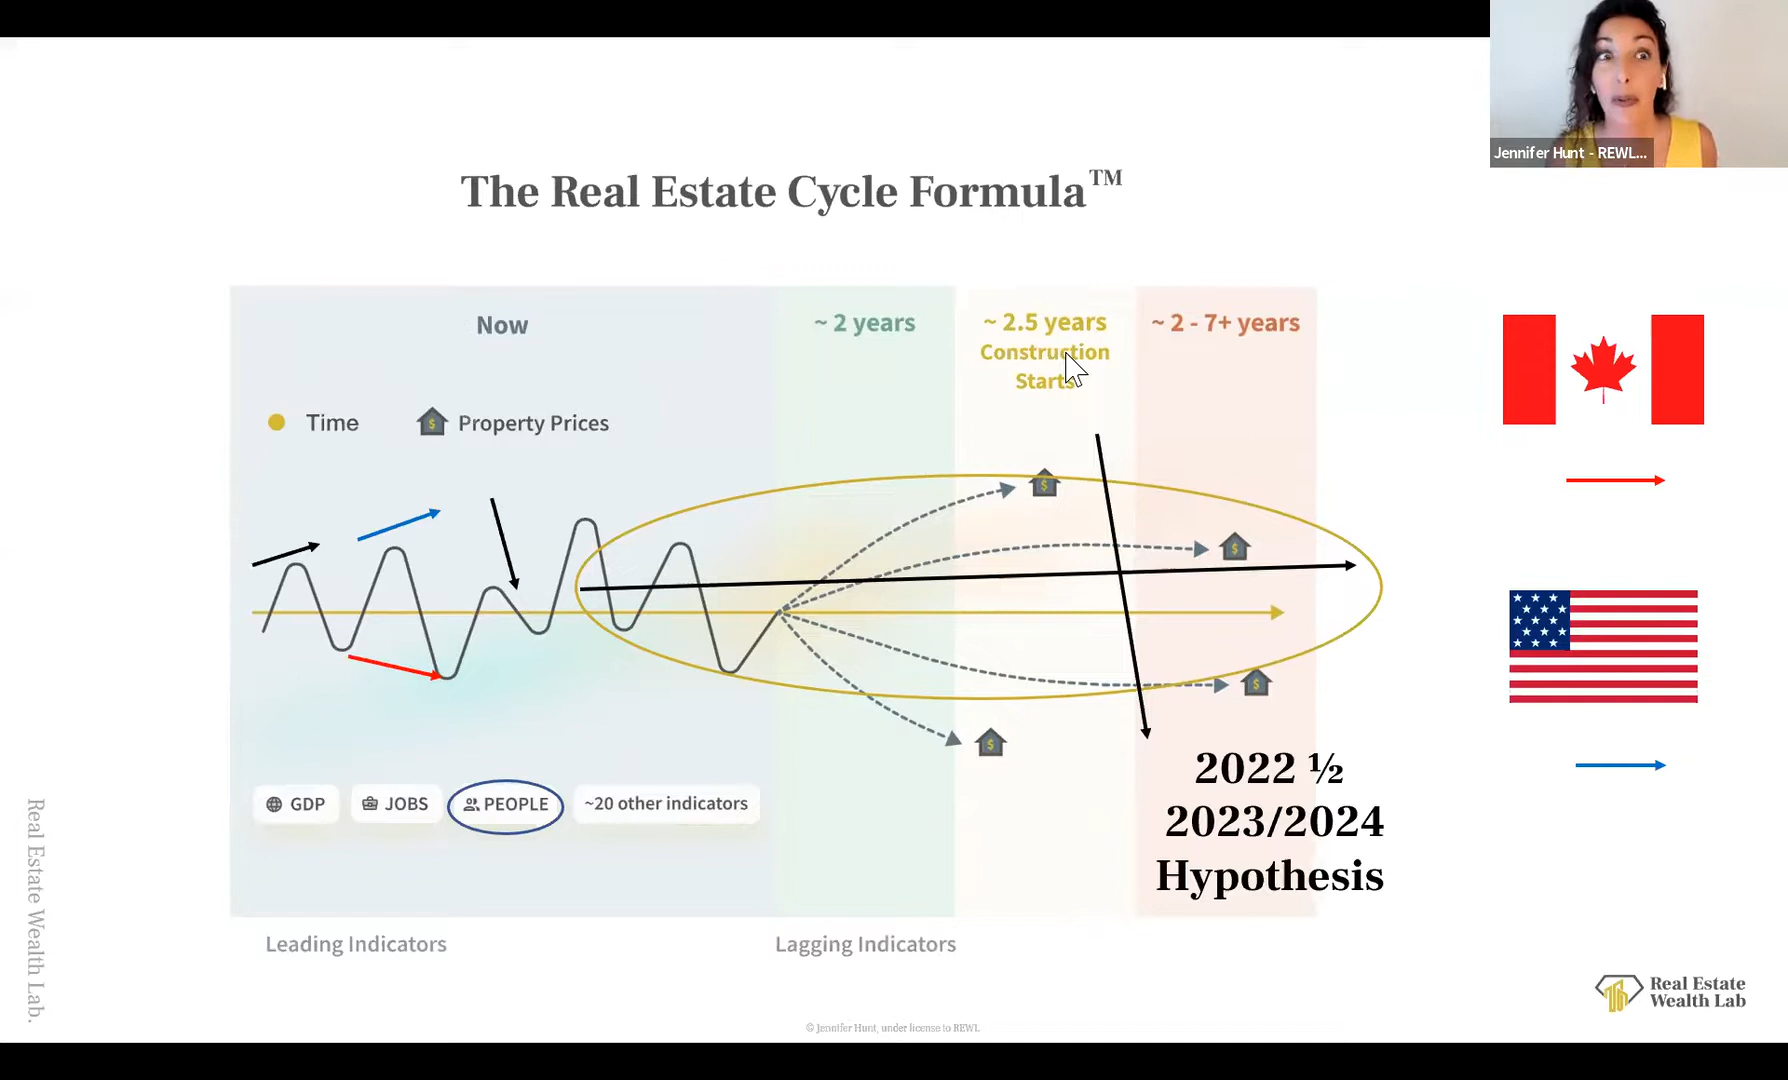 Jennifer Hunt - REWL...
The Real Estate Cycle Formula™
Now
~ 2 years
~ 2.5 years
Construction
Starts
~ 2 - 7+ years
Time
Property Prices
$
$
$
$
$
GDP
JOBS
PEOPLE
~20 other indicators
2022 ½
2023/2024
Hypothesis
Leading Indicators
Lagging Indicators
Real Estate Wealth Lab.
Real Estate
Wealth Lab
© Jennifer Hunt, under license to REWL